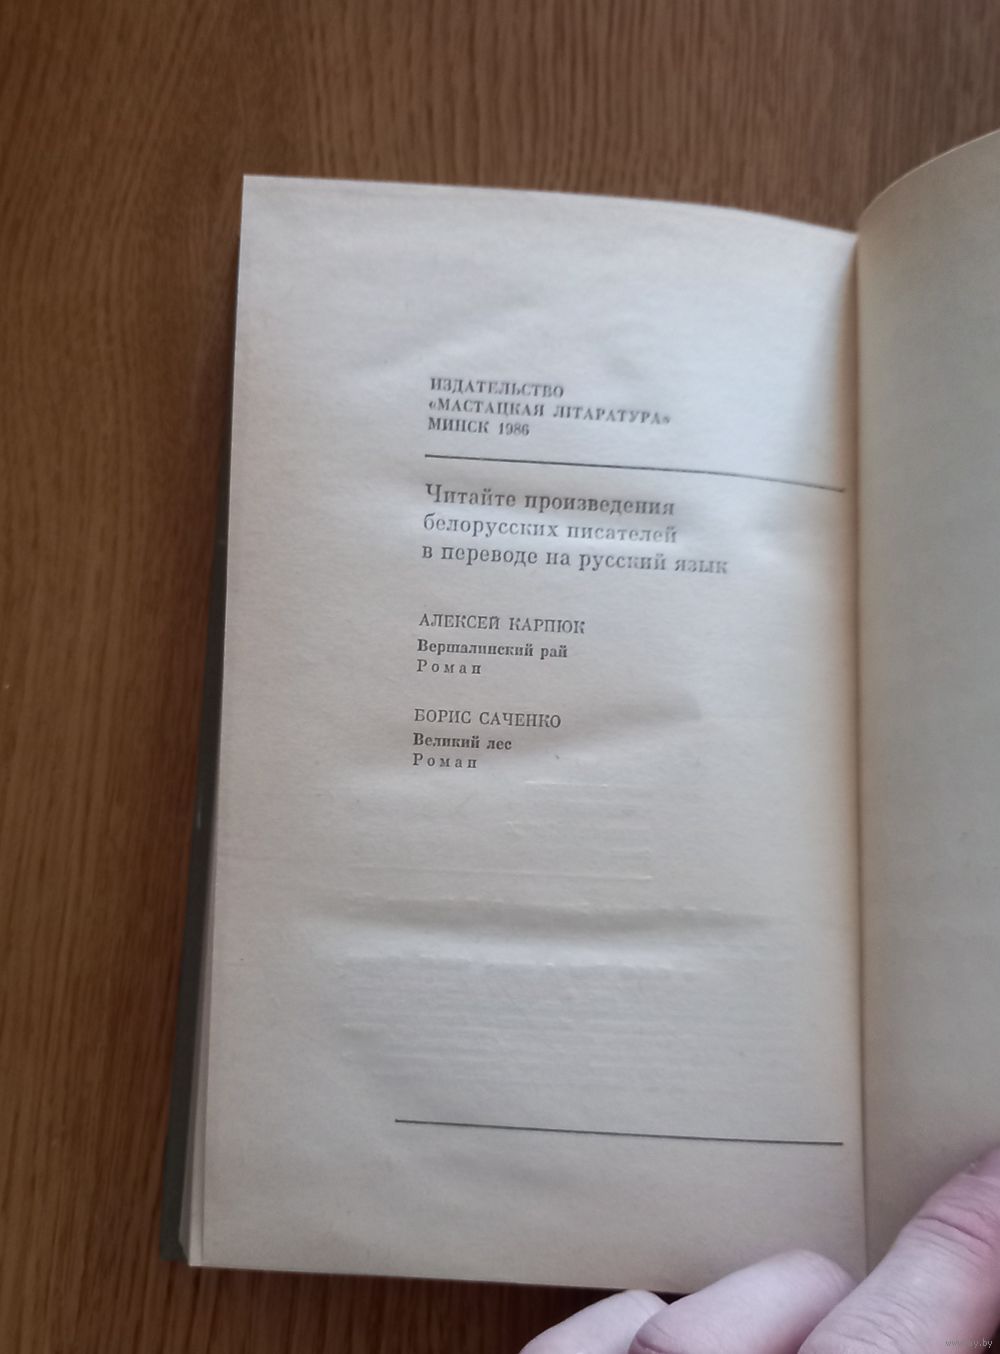 ИЗДАТЕЛЬСТВО
«МАСТАЦКАЯ ЛІТАРАТУРА»
МИНСК 1986
Читайте произведения
белорусских писателей
в переводе на русский язык
АЛЕКСЕЙ КАРПЮК
Вершалинский рай
Роман
БОРИС САЧЕНКО
Великий лес
Роман